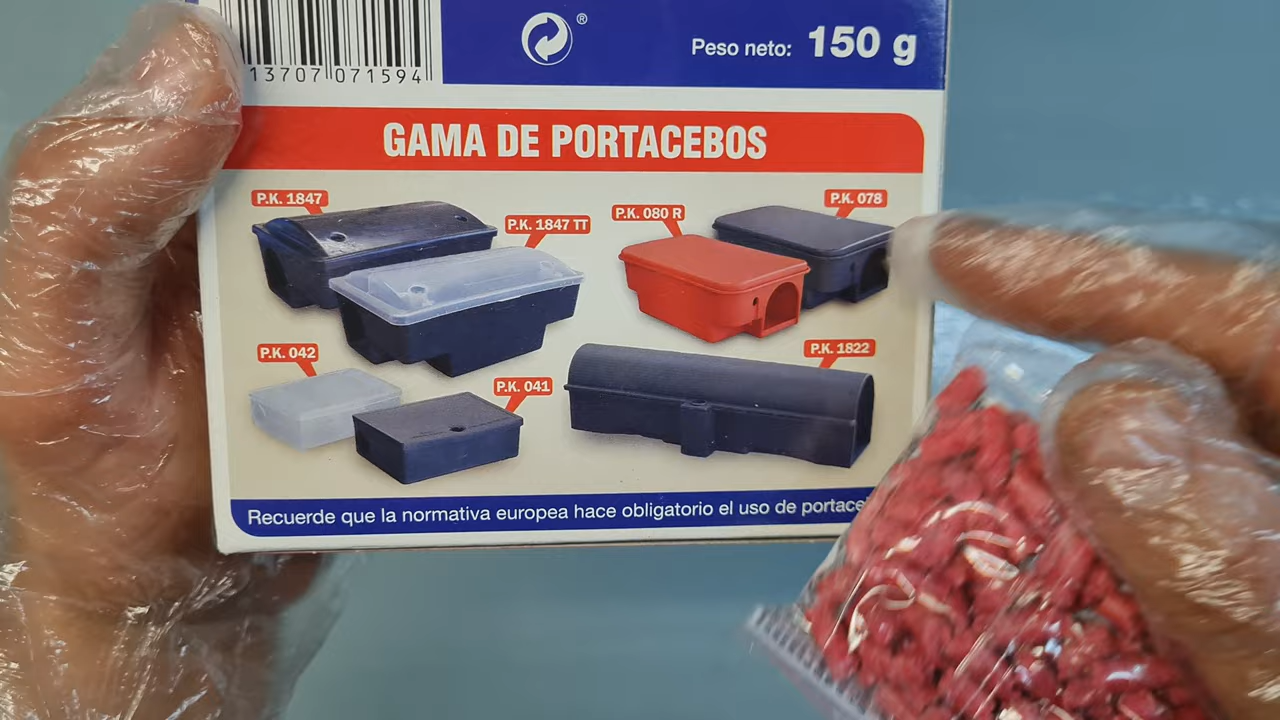 13707 071594
®
Peso neto: 150 g
GAMA DE PORTACEBOS
P.K. 1847
P.K. 1847 TT
P.K. 080 R
P.K. 078
P.K. 042
P.K. 041
P.K. 1822
Recuerde que la normativa europea hace obligatorio el uso de